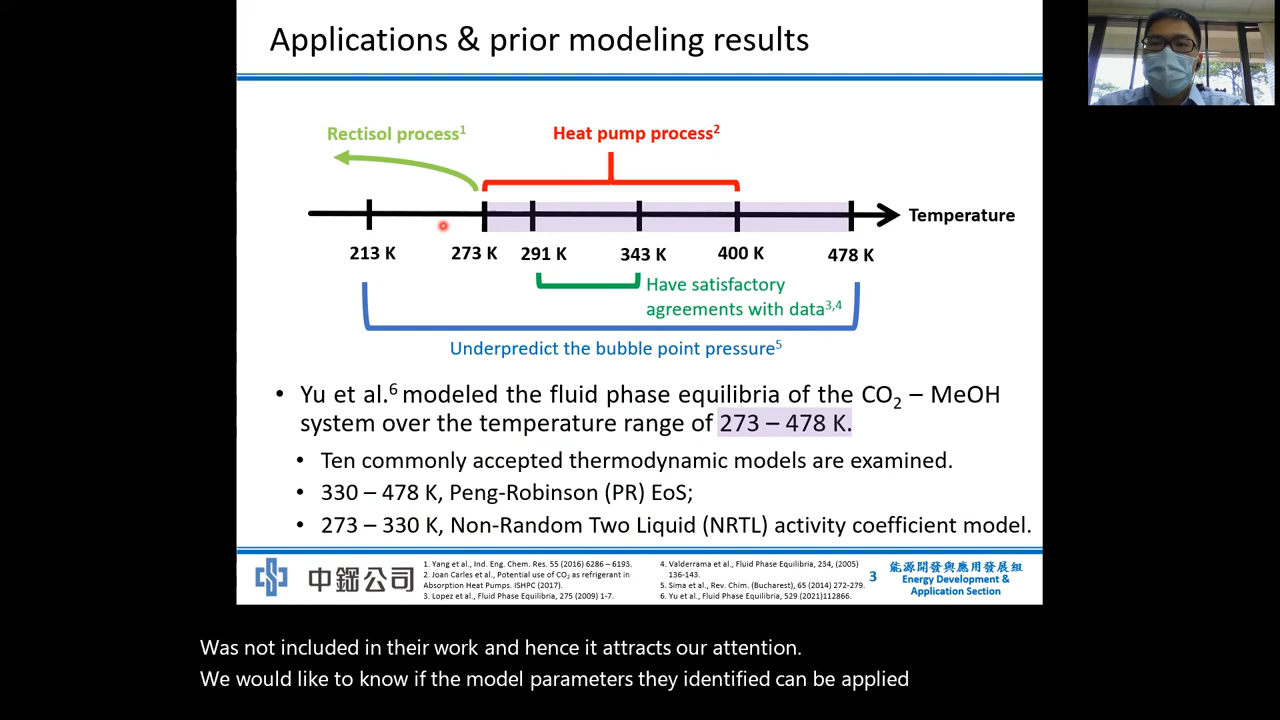 Applications & prior modeling results
Rectisol process1
Heat pump process2
Temperature
213 K
273 K
291 K
343 K
400 K
478 K
Have satisfactory
agreements with data3,4
Underpredict the bubble point pressure5
• Yu et al.6 modeled the fluid phase equilibria of the CO2 – MeOH
system over the temperature range of 273 – 478 K.
• Ten commonly accepted thermodynamic models are examined.
• 330 – 478 K, Peng-Robinson (PR) EoS;
• 273 – 330 K, Non-Random Two Liquid (NRTL) activity coefficient model.
中鋼公司
1. Yang et al., Ind. Eng. Chem. Res. 55 (2016) 6286 – 6193.
2. Joan Carles et al., Potential use of CO2 as refrigerant in
Absorption Heat Pumps. ISHPC (2017).
3. Lopez et al., Fluid Phase Equilibria, 275 (2009) 1-7.
4. Valderrama et al., Fluid Phase Equilibria, 234, (2005)
136-143.
5. Sima et al., Rev. Chim. (Bucharest), 65 (2014) 272-279.
6. Yu et al., Fluid Phase Equilibria, 529 (2021)112866.
3
能源開發與應用發展組
Energy Development &
Application Section
Was not included in their work and hence it attracts our attention.
We would like to know if the model parameters they identified can be applied